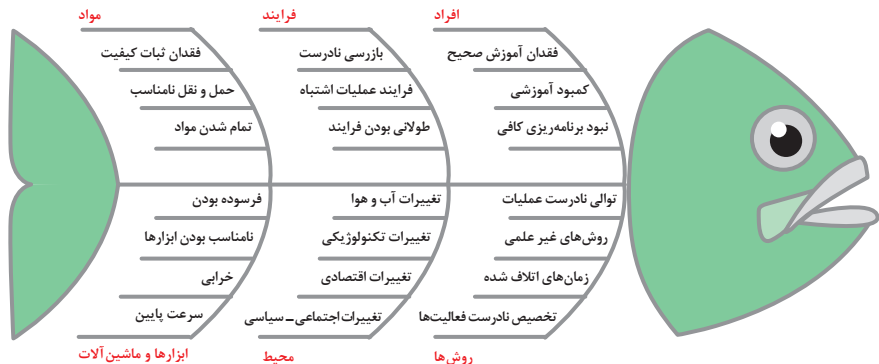 افراد
فقدان آموزش صحیح
کمبود آموزشی
نبود برنامه‌ریزی کافی
فرایند
بازرسی نادرست
فرایند عملیات اشتباه
طولانی بودن فرایند
مواد
فقدان ثبات کیفیت
حمل و نقل نامناسب
تمام شدن مواد
توالی نادرست عملیات
روش‌های غیر علمی
زمان‌های اتلاف شده
تخصیص نادرست فعالیت‌ها
روش‌ها
تغییرات آب و هوا
تغییرات تکنولوژیکی
تغییرات اقتصادی
تغییرات اجتماعی ـ سیاسی
محیط
فرسوده بودن
نامناسب بودن ابزارها
خرابی
سرعت پایین
ابزارها و ماشین‌آلات